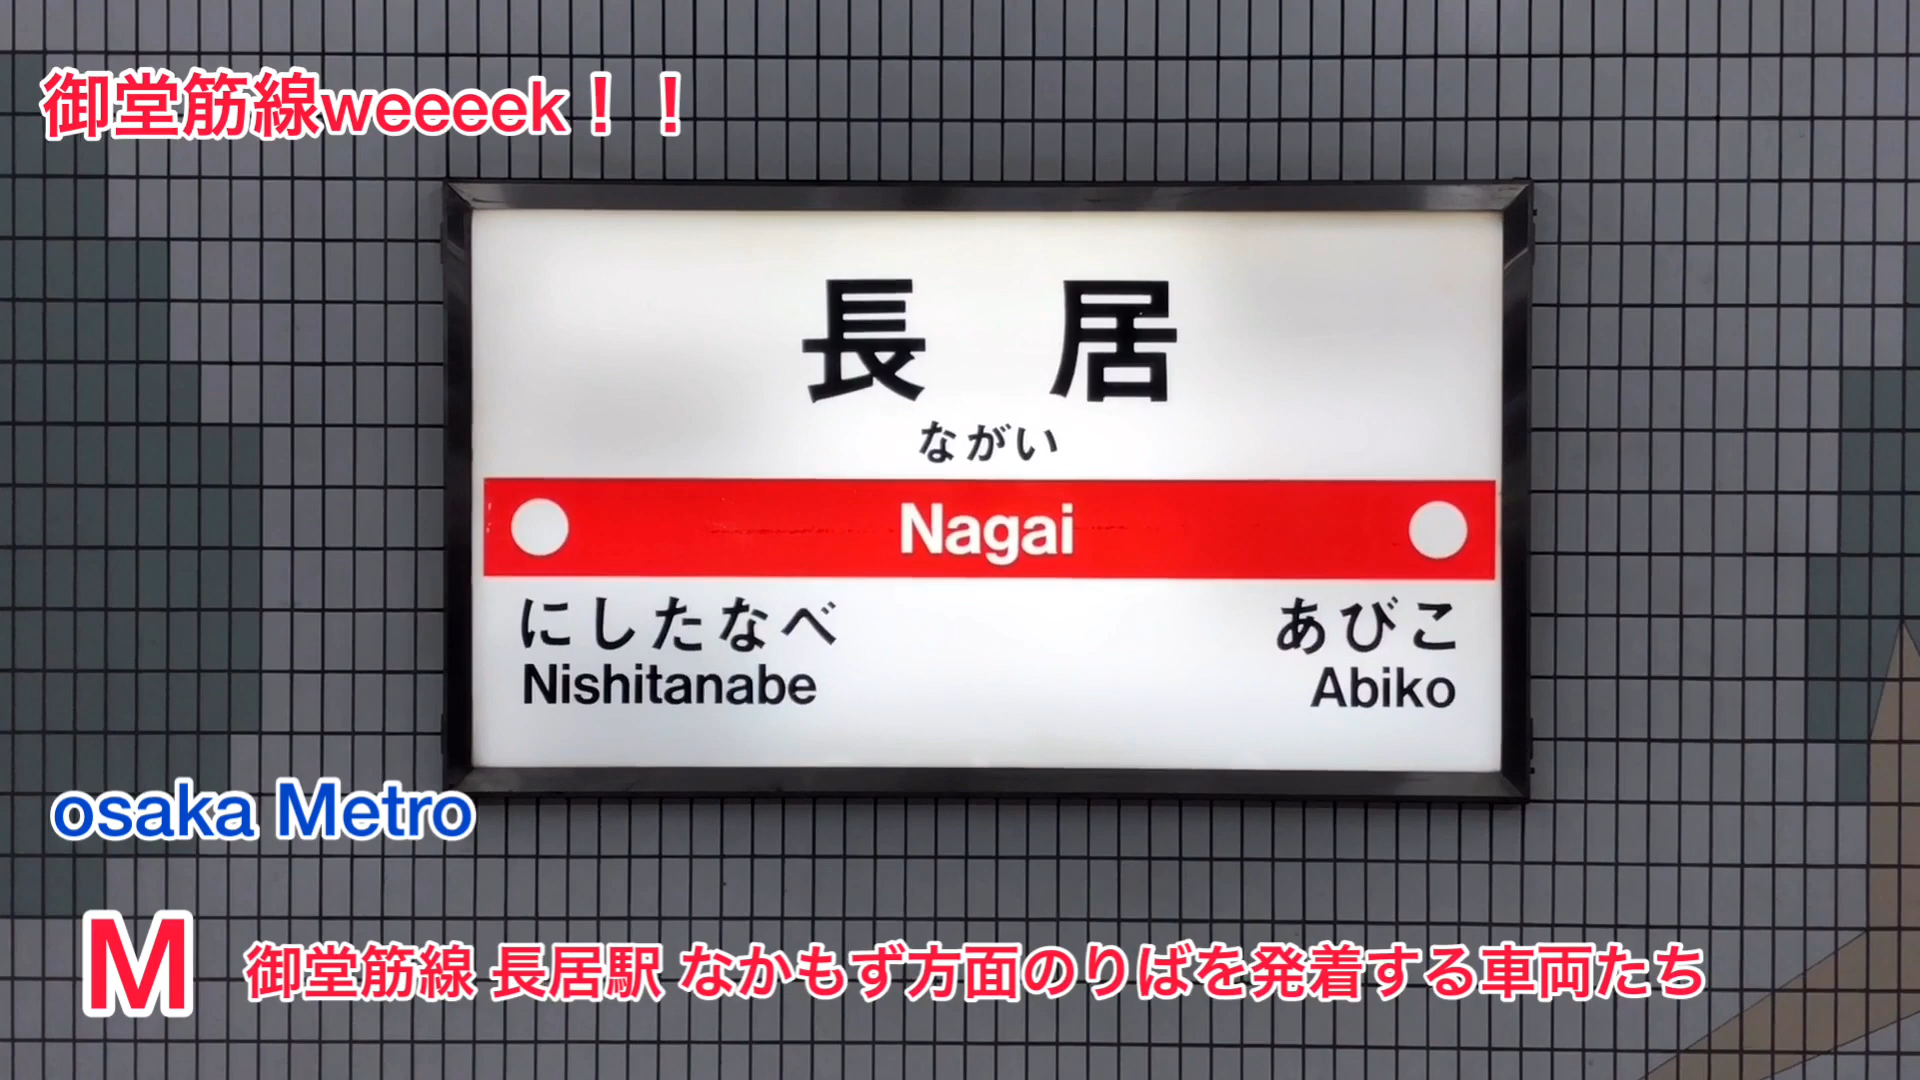 御堂筋線weeeek！！
長居
ながい
Nagai
にしたなべ
Nishitanabe
あびこ
Abiko
osaka Metro
M
御堂筋線 長居駅 なかもず方面のりばを発着する車両たち